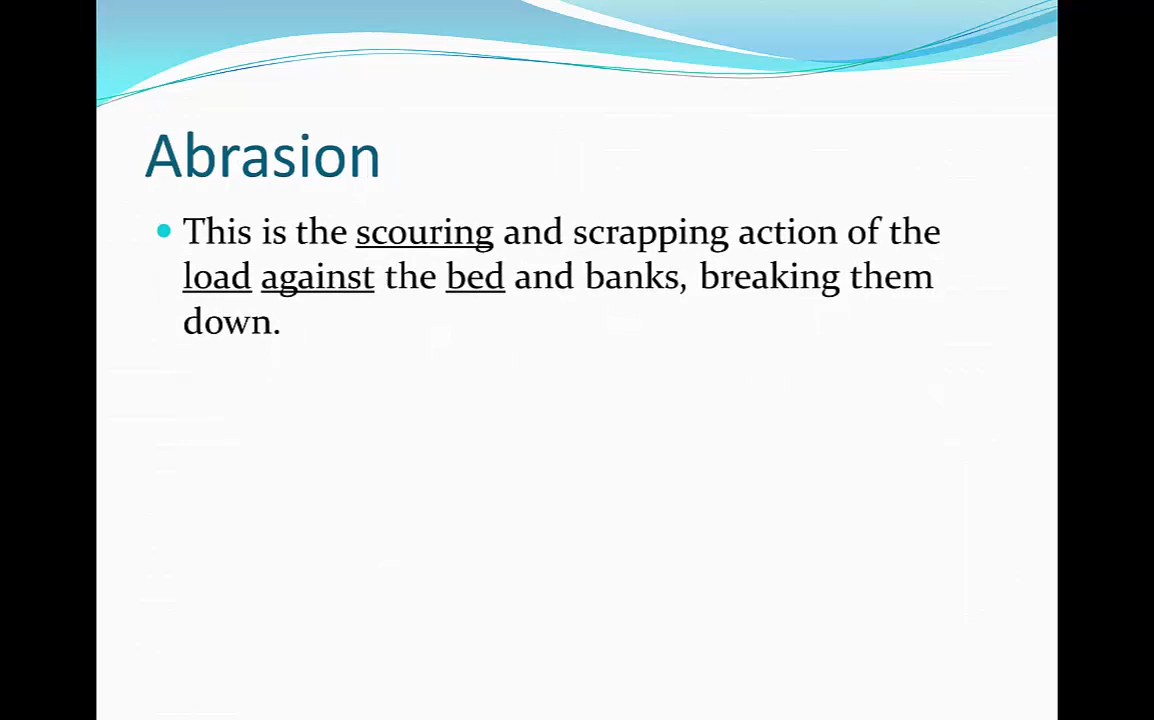 Abrasion
This is the scouring and scrapping action of the
load against the bed and banks, breaking them
down.